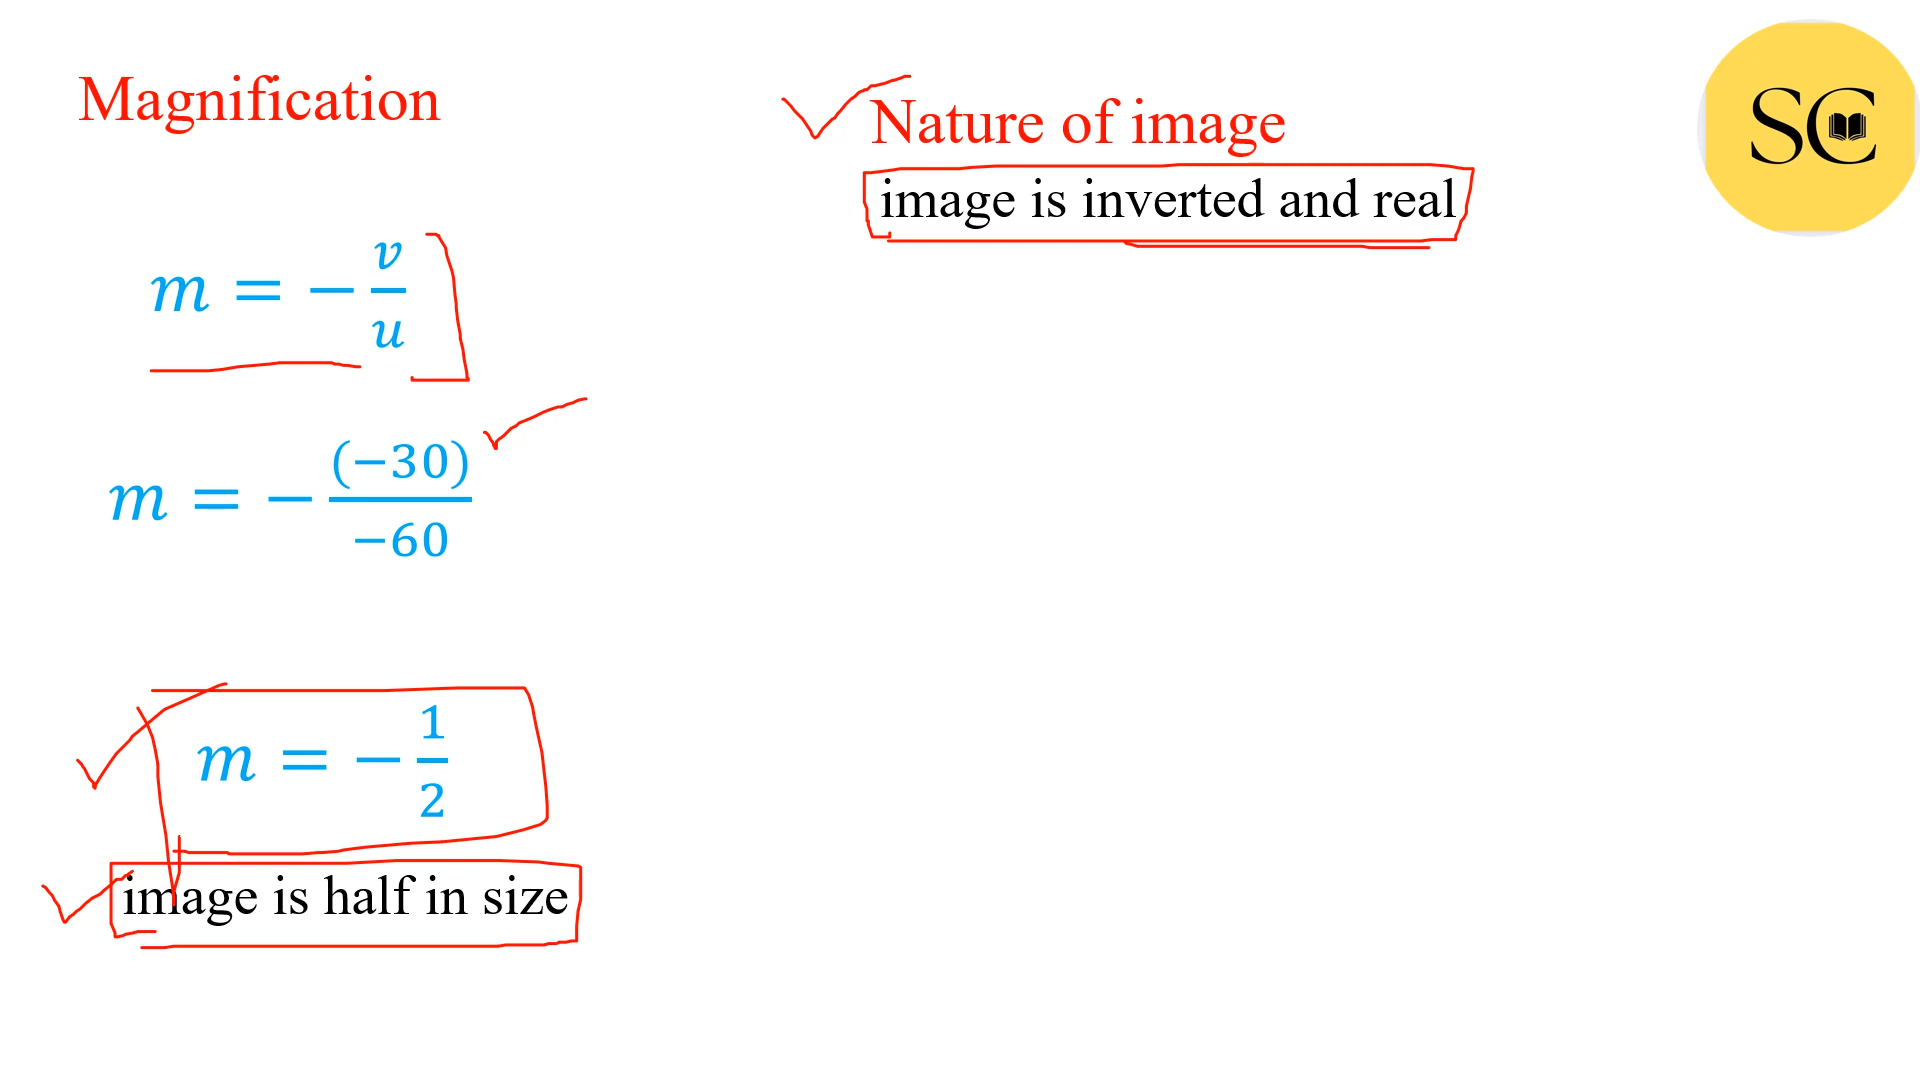 Magnification
m = − v/u
m = − (−30)/−60
m = − 1/2
image is half in size
Nature of image
image is inverted and real
SC